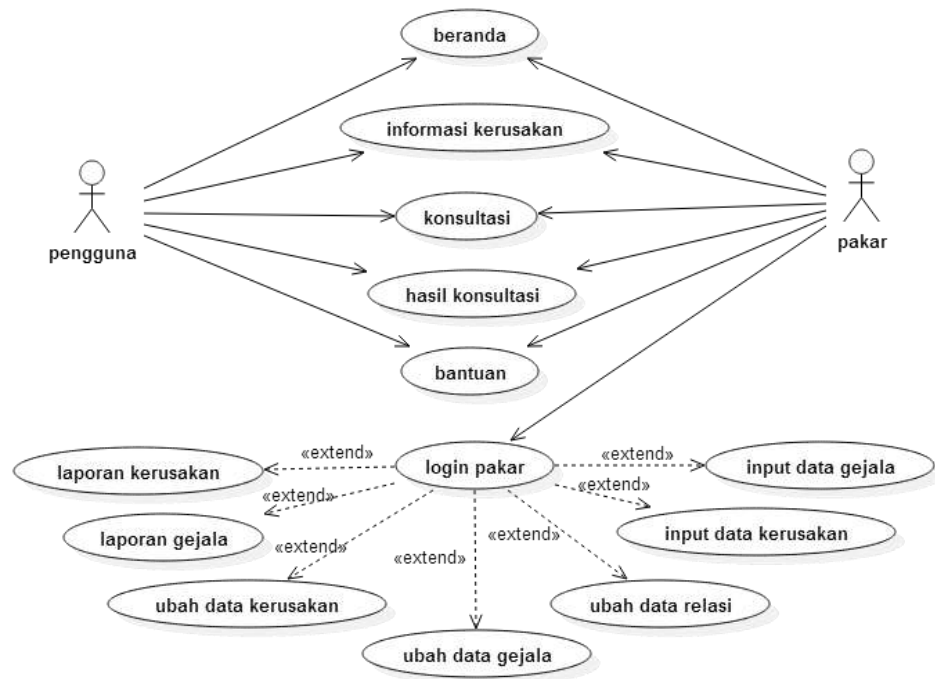 beranda
informasi kerusakan
konsultasi
pengguna
pakar
hasil konsultasi
bantuan
laporan kerusakan
«extend»
login pakar
«extend»
input data gejala
«extend»
«extend»
laporan gejala
«extend»
«extend»
«extend»
input data kerusakan
ubah data kerusakan
ubah data relasi
ubah data gejala